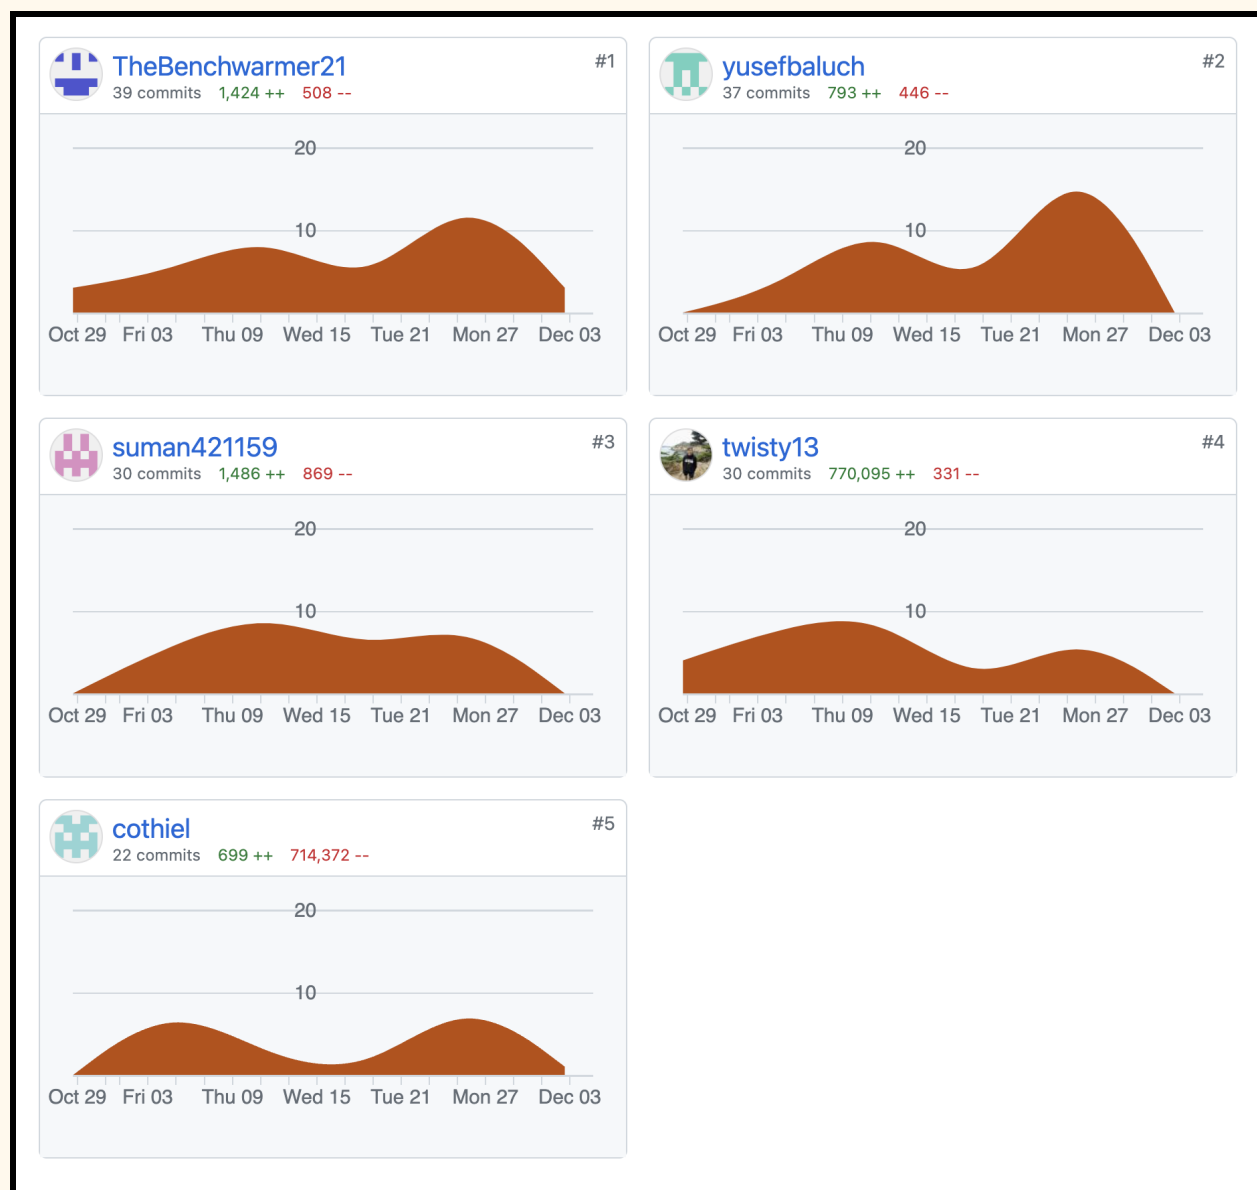 TheBenchwarmer21 #1
39 commits 1,424 ++ 508 --
20
10
Oct 29 Fri 03 Thu 09 Wed 15 Tue 21 Mon 27 Dec 03
yusefbaluch #2
37 commits 793 ++ 446 --
20
10
Oct 29 Fri 03 Thu 09 Wed 15 Tue 21 Mon 27 Dec 03
suman421159 #3
30 commits 1,486 ++ 869 --
20
10
Oct 29 Fri 03 Thu 09 Wed 15 Tue 21 Mon 27 Dec 03
twisty13 #4
30 commits 770,095 ++ 331 --
20
10
Oct 29 Fri 03 Thu 09 Wed 15 Tue 21 Mon 27 Dec 03
cothiel #5
22 commits 699 ++ 714,372 --
20
10
Oct 29 Fri 03 Thu 09 Wed 15 Tue 21 Mon 27 Dec 03